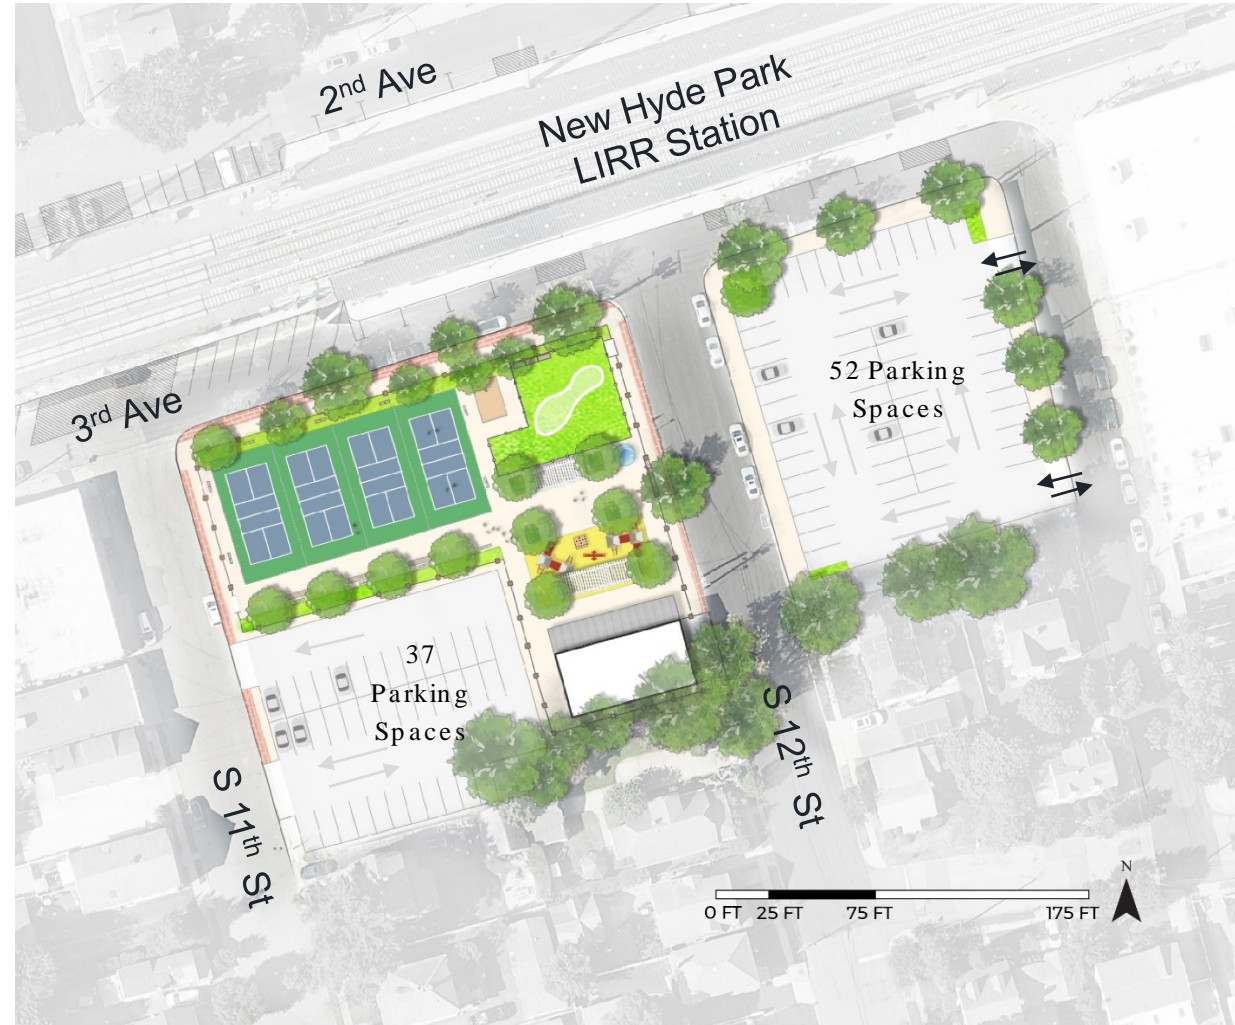 2nd Ave
New Hyde Park
LIRR Station
3rd Ave
52 Parking
Spaces
37
Parking
Spaces
S 11th St
S 12th St
N
0 FT 25 FT 75 FT 175 FT